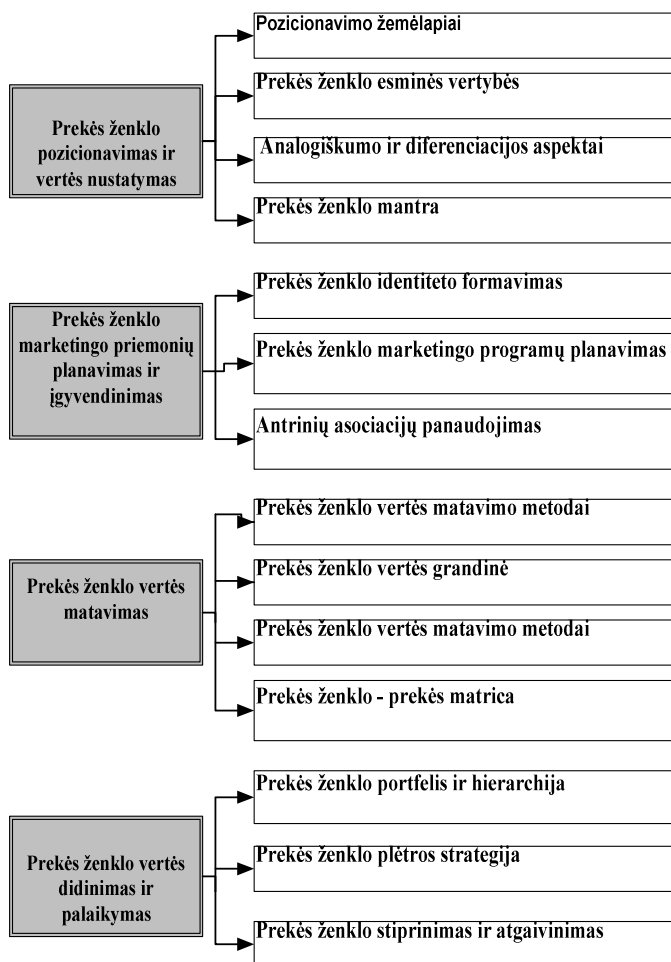 Prekės ženklo
pozicionavimas ir
vertės nustatymas
Pozicionavimo žemėlapiai
Prekės ženklo esminės vertybės
Analogiškumo ir diferenciacijos aspektai
Prekės ženklo mantra
Prekės ženklo
marketingo priemonių
planavimas ir
įgyvendinimas
Prekės ženklo identiteto formavimas
Prekės ženklo marketingo programų planavimas
Antrinių asociacijų panaudojimas
Prekės ženklo vertės
matavimas
Prekės ženklo vertės matavimo metodai
Prekės ženklo vertės grandinė
Prekės ženklo vertės matavimo metodai
Prekės ženklo - prekės matrica
Prekės ženklo vertės
didinimas ir
palaikymas
Prekės ženklo portfelis ir hierarchija
Prekės ženklo plėtros strategija
Prekės ženklo stiprinimas ir atgaivinimas